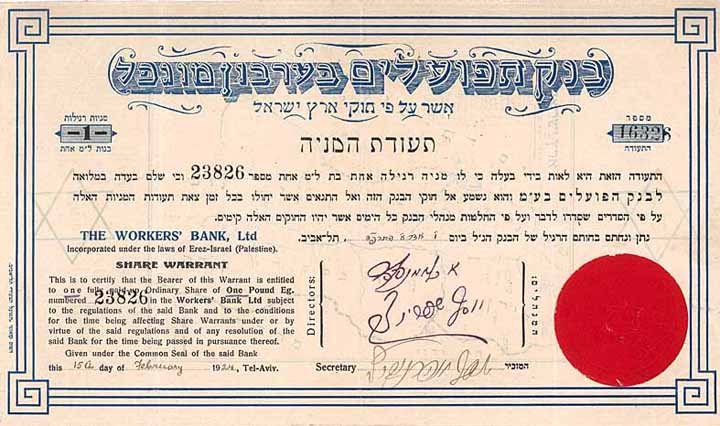 בנק הפועלים בערבון מוגבל
אשר על פי חוקי ארץ ישראל
מניות רגילות
-1-
בנות ל״מ אחת
מספר
16328
התעודה
תעודת המניה
התעודה הזאת היא לאות בידי בעלה כי לו מניה רגילה אחת בת ל״מ אחת מספר 23826 וכי שלם בעדה במלואה
לבנק הפועלים בע״מ והוא נשמע אל חוקי הבנק הזה ואל התנאים אשר יחולו בכל זמן שהוא תעודות המניות האלה
על פי הסדרים שסודרו לדבר ועל פי החלטות מנהלי הבנק כל הימים אשר יהיו החוקים האלה קימים.
נתן ונחתם בחותם הרגיל של הבנק הנ״ל ביום תל-אביב.
THE WORKERS' BANK, Ltd
Incorporated under the laws of Erez-Israel (Palestine).
SHARE WARRANT
This is to certify that the Bearer of this Warrant is entitled
to one fully paid up Ordinary Share of One Pound Eg.
numbered 23826 in the Workers' Bank Ltd subject
to the regulations of the said Bank and to the conditions
for the time being affecting Share Warrants under or by
virtue of the said regulations and of any resolution of the
said Bank for the time being passed in pursuance thereof.
Given under the Common Seal of the said Bank
this 15th day of February 1924, Tel-Aviv.
Directors:
המנהלים:
Secretary
המזכיר